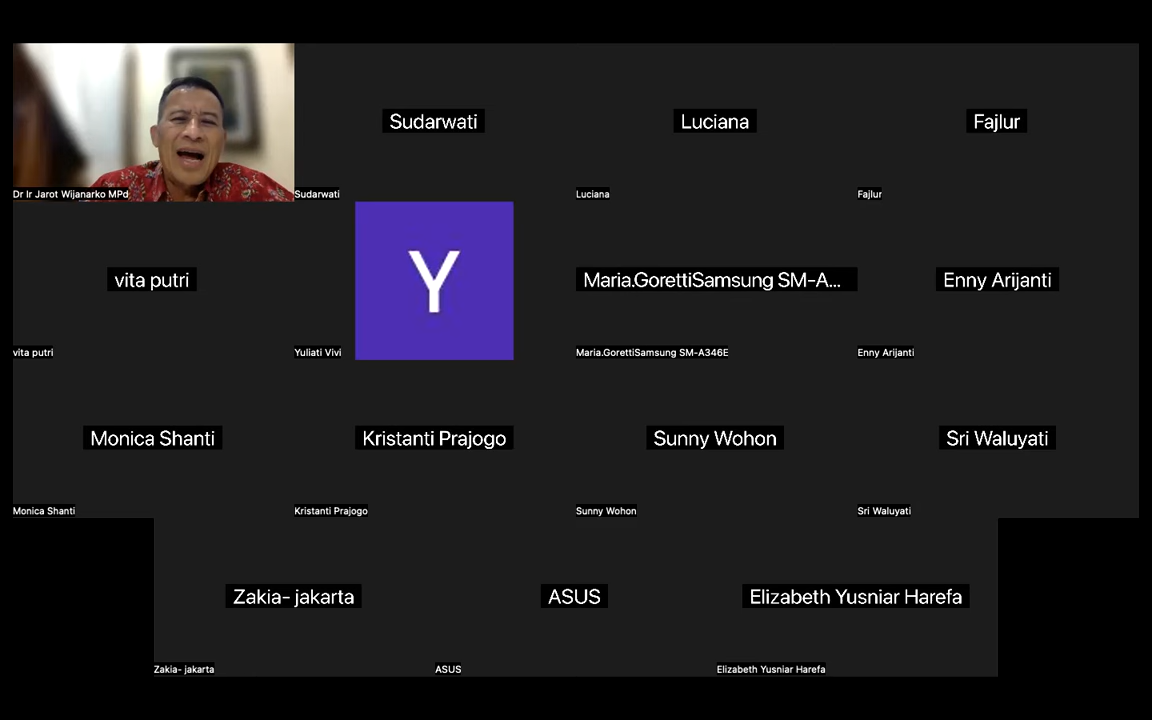 Dr Ir Jarot Wijanarko MPd
Sudarwati
Sudarwati
Luciana
Luciana
Fajlur
Fajlur
vita putri
vita putri
Y
Yuliati Vivi
Maria.GorettiSamsung SM-A...
Maria.GorettiSamsung SM-A346E
Enny Arijanti
Enny Arijanti
Monica Shanti
Monica Shanti
Kristanti Prajogo
Kristanti Prajogo
Sunny Wohon
Sunny Wohon
Sri Waluyati
Sri Waluyati
Zakia- jakarta
Zakia- jakarta
ASUS
ASUS
Elizabeth Yusniar Harefa
Elizabeth Yusniar Harefa